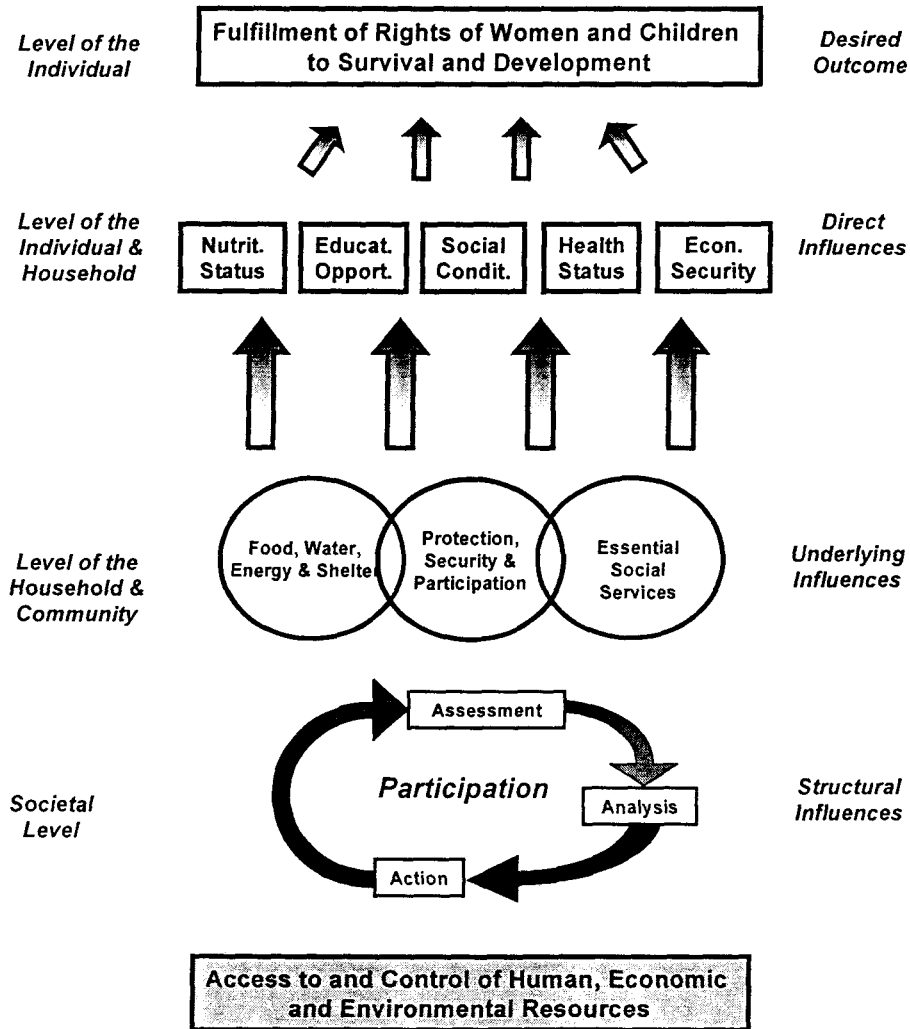 Level of the
Individual
Fulfillment of Rights of Women and Children
to Survival and Development
Desired
Outcome
Level of the
Individual &
Household
Nutrit.
Status
Educat.
Opport.
Social
Condit.
Health
Status
Econ.
Security
Direct
Influences
Level of the
Household &
Community
Food, Water,
Energy & Shelter
Protection,
Security &
Participation
Essential
Social
Services
Underlying
Influences
Societal
Level
Assessment
Participation
Analysis
Action
Structural
Influences
Access to and Control of Human, Economic
and Environmental Resources